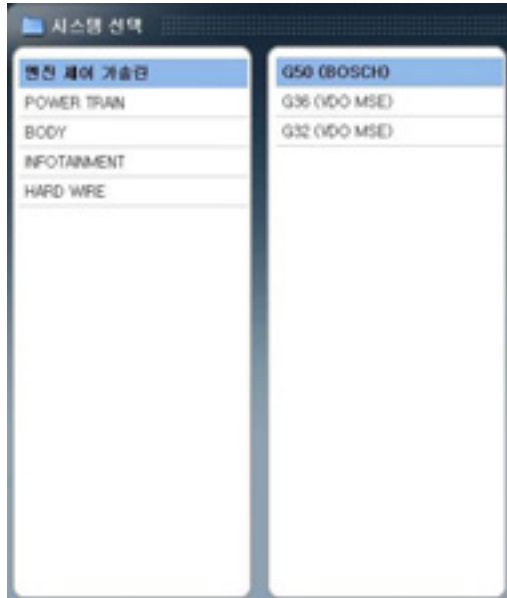 시스템 선택
엔진 제어 가솔린
POWER TRAIN
BODY
INFOTAINMENT
HARD WIRE
G50 (BOSCH)
G36 (VDO MSE)
G32 (VDO MSE)